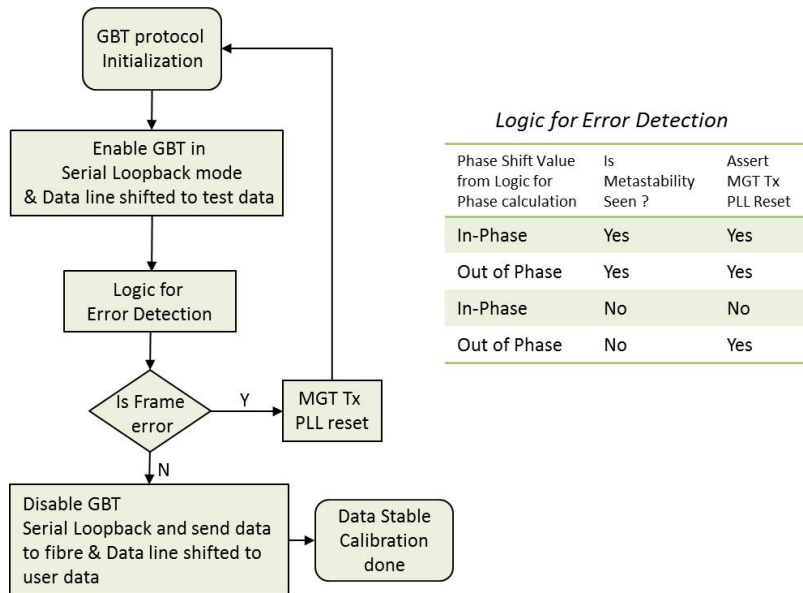 GBT protocol
Initialization
Enable GBT in
Serial Loopback mode
& Data line shifted to test data
Logic for
Error Detection
Is Frame
error
Y
MGT Tx
PLL reset
N
Disable GBT
Serial Loopback and send data
to fibre & Data line shifted to
user data
Data Stable
Calibration
done
Logic for Error Detection
Phase Shift Value
from Logic for
Phase calculation
Is
Metastability
Seen ?
Assert
MGT Tx
PLL Reset
In-Phase Yes Yes
Out of Phase Yes Yes
In-Phase No No
Out of Phase No Yes